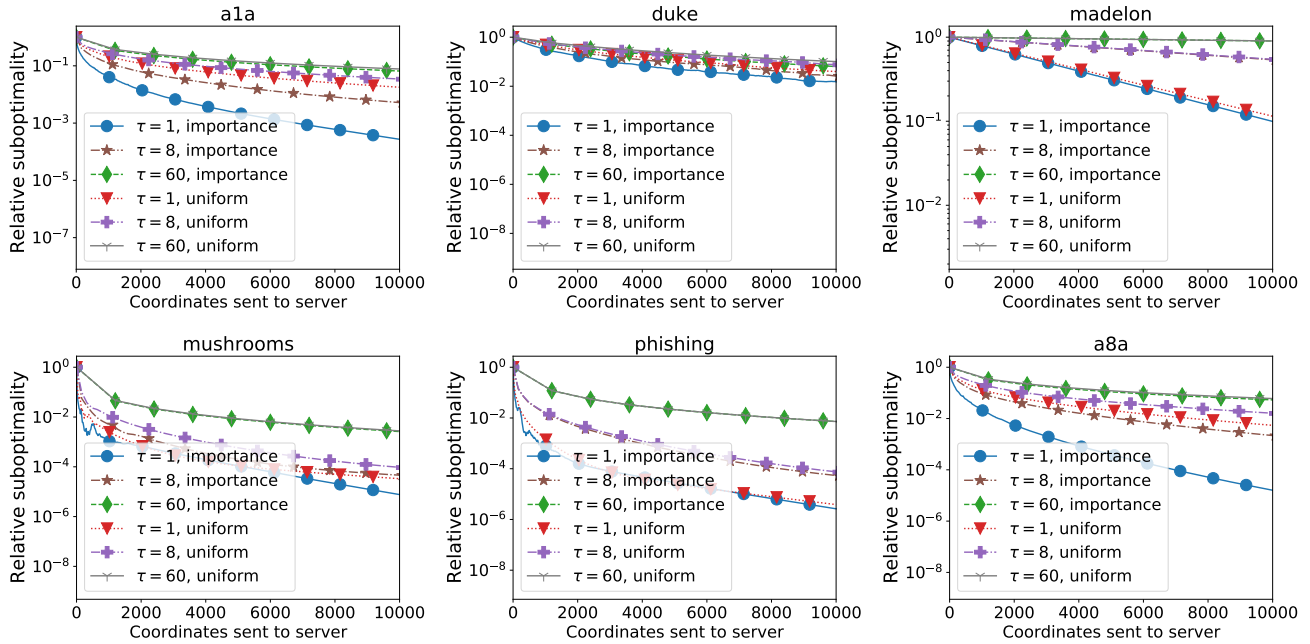 a1a
10⁻¹
10⁻³
10⁻⁵
10⁻⁷
Relative suboptimality
τ = 1, importance
τ = 8, importance
τ = 60, importance
τ = 1, uniform
τ = 8, uniform
τ = 60, uniform
0 2000 4000 6000 8000 10000
Coordinates sent to server
duke
10⁰
10⁻²
10⁻⁴
10⁻⁶
10⁻⁸
Relative suboptimality
τ = 1, importance
τ = 8, importance
τ = 60, importance
τ = 1, uniform
τ = 8, uniform
τ = 60, uniform
0 2000 4000 6000 8000 10000
Coordinates sent to server
madelon
10⁰
10⁻¹
10⁻²
Relative suboptimality
τ = 1, importance
τ = 8, importance
τ = 60, importance
τ = 1, uniform
τ = 8, uniform
τ = 60, uniform
0 2000 4000 6000 8000 10000
Coordinates sent to server
mushrooms
10⁰
10⁻²
10⁻⁴
10⁻⁶
10⁻⁸
Relative suboptimality
τ = 1, importance
τ = 8, importance
τ = 60, importance
τ = 1, uniform
τ = 8, uniform
τ = 60, uniform
0 2000 4000 6000 8000 10000
Coordinates sent to server
phishing
10⁰
10⁻²
10⁻⁴
10⁻⁶
10⁻⁸
Relative suboptimality
τ = 1, importance
τ = 8, importance
τ = 60, importance
τ = 1, uniform
τ = 8, uniform
τ = 60, uniform
0 2000 4000 6000 8000 10000
Coordinates sent to server
a8a
10⁰
10⁻²
10⁻⁴
10⁻⁶
10⁻⁸
Relative suboptimality
τ = 1, importance
τ = 8, importance
τ = 60, importance
τ = 1, uniform
τ = 8, uniform
τ = 60, uniform
0 2000 4000 6000 8000 10000
Coordinates sent to server